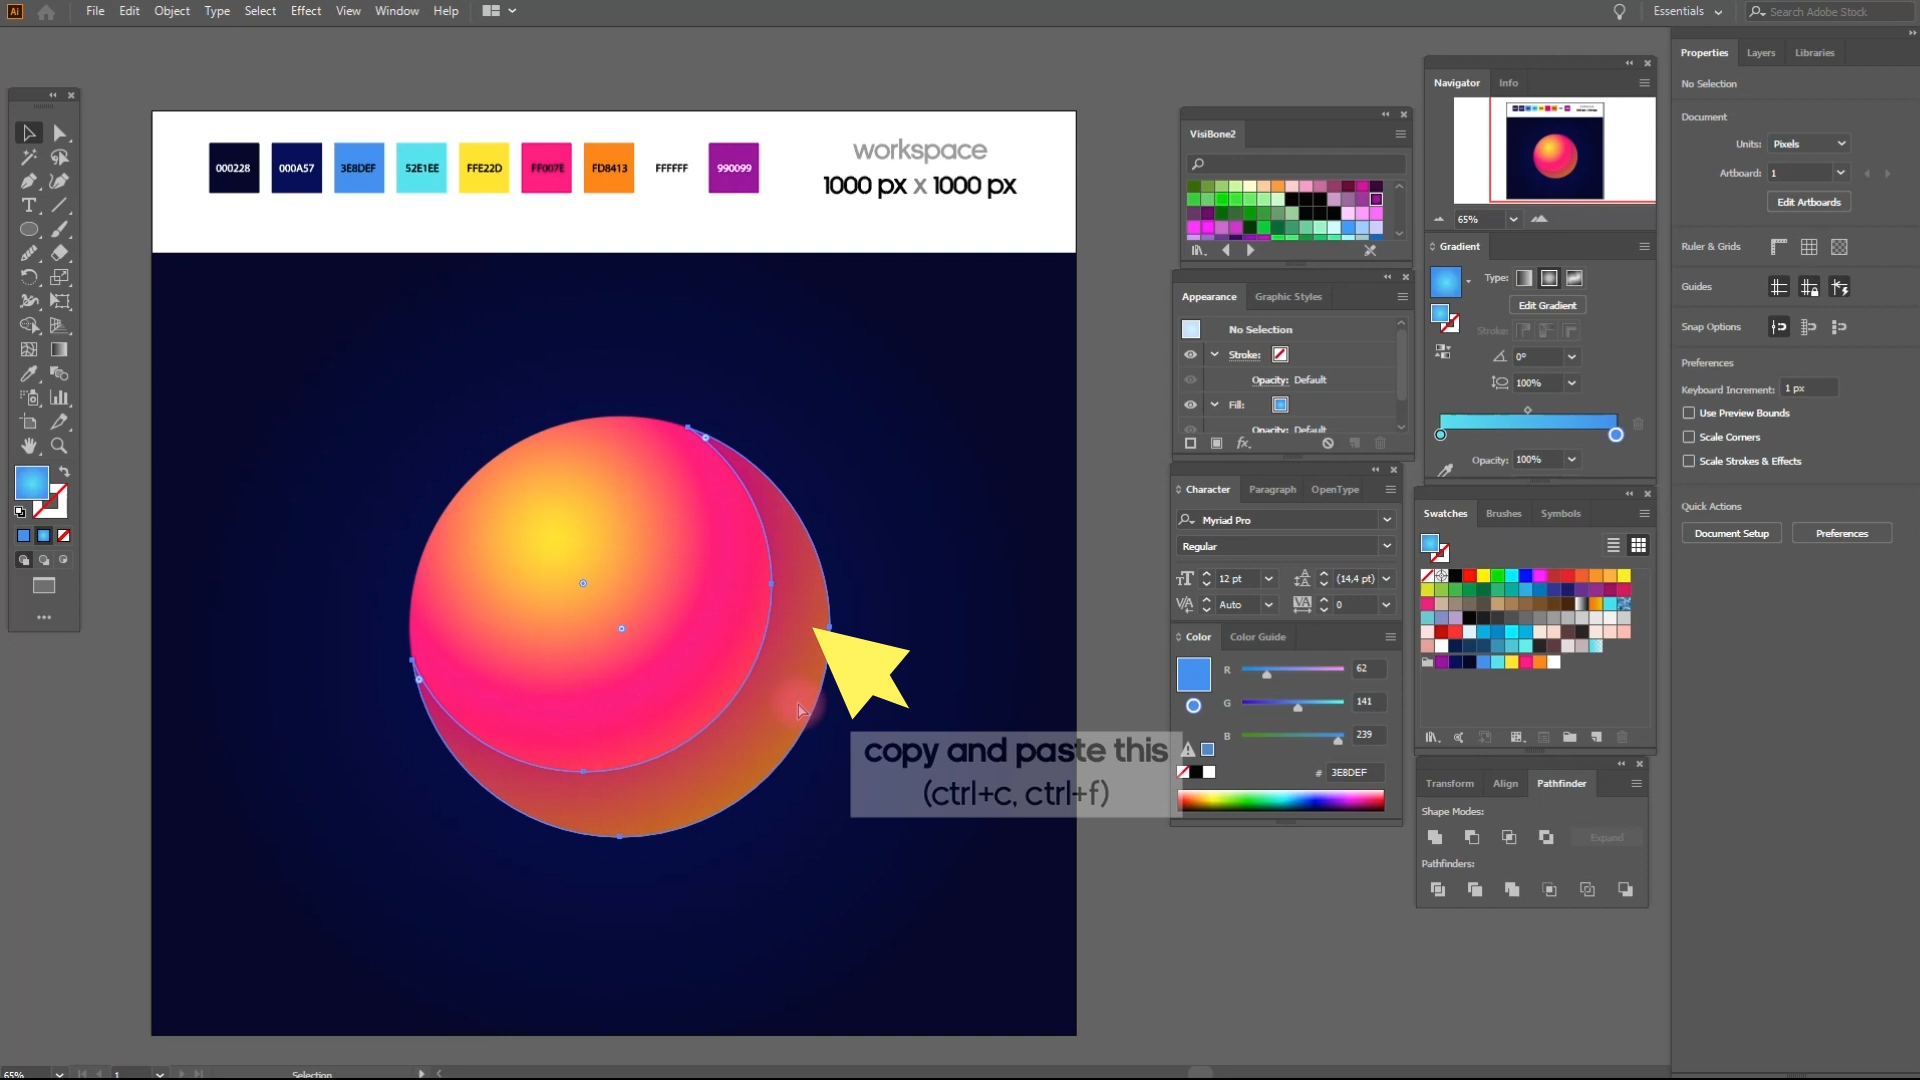 Ai File Edit Object Type Select Effect View Window Help Essentials Search Adobe Stock
Properties Layers Libraries
No Selection
Document
Units: Pixels
Artboard: 1
Edit Artboards
Ruler & Grids
Guides
Snap Options
Preferences
Keyboard Increment: 1 px
Use Preview Bounds
Scale Corners
Scale Strokes & Effects
Quick Actions
Document Setup Preferences
Navigator Info
65%
Gradient
Type:
Edit Gradient
Stroke:
0°
100%
Opacity: 100%
Swatches Brushes Symbols
Transform Align Pathfinder
Shape Modes:
Expand
Pathfinders:
VisiBone2
Appearance Graphic Styles
No Selection
Stroke:
Opacity: Default
Fill:
Opacity: Default
fx
Character Paragraph OpenType
Myriad Pro
Regular
12 pt (14,4 pt)
Auto 0
Color Color Guide
R 62
G 141
B 239
# 3E8DEF
000228 000A57 3E8DEF 52E1EE FFE22D FF007E FD8413 FFFFFF 990099
workspace
1000 px x 1000 px
copy and paste this
(ctrl+c, ctrl+f)
65% 1 Selection